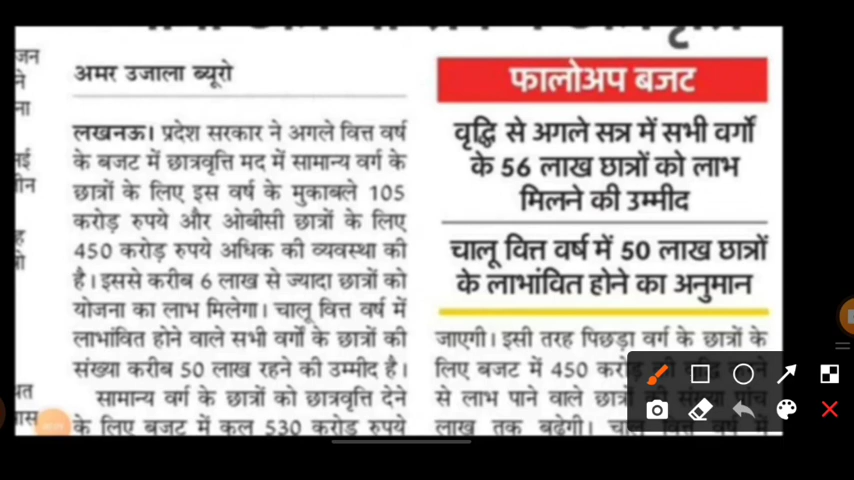 अमर उजाला ब्यूरो
लखनऊ। प्रदेश सरकार ने अगले वित्त वर्ष
के बजट में छात्रवृत्ति मद में सामान्य वर्ग के
छात्रों के लिए इस वर्ष के मुकाबले 105
करोड़ रुपये और ओबीसी छात्रों के लिए
450 करोड़ रुपये अधिक की व्यवस्था की
है। इससे करीब 6 लाख से ज्यादा छात्रों को
योजना का लाभ मिलेगा। चालू वित्त वर्ष में
लाभांवित होने वाले सभी वर्गों के छात्रों की
संख्या करीब 50 लाख रहने की उम्मीद है।
सामान्य वर्ग के छात्रों को छात्रवृत्ति देने
के लिए बजट में कुल 530 करोड़ रुपये
फालोअप बजट
वृद्धि से अगले सत्र में सभी वर्गों
के 56 लाख छात्रों को लाभ
मिलने की उम्मीद
चालू वित्त वर्ष में 50 लाख छात्रों
के लाभांवित होने का अनुमान
जाएगी। इसी तरह पिछड़ा वर्ग के छात्रों के
लिए बजट में 450 करोड़
से लाभ पाने वाले छात्रों
लाख तक बढ़ेगी।